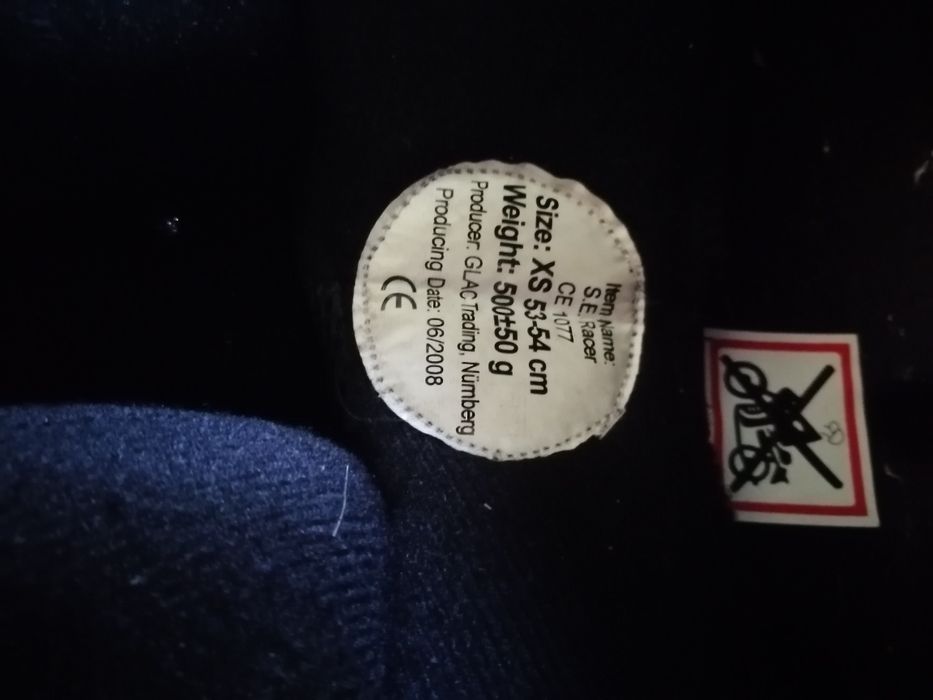 Item Name:
S.E. Racer
CE 1077
Size: XS 53-54 cm
Weight: 500±50 g
Producer: GLAC Trading, Nürnberg
Producing Date: 06/2008
CE